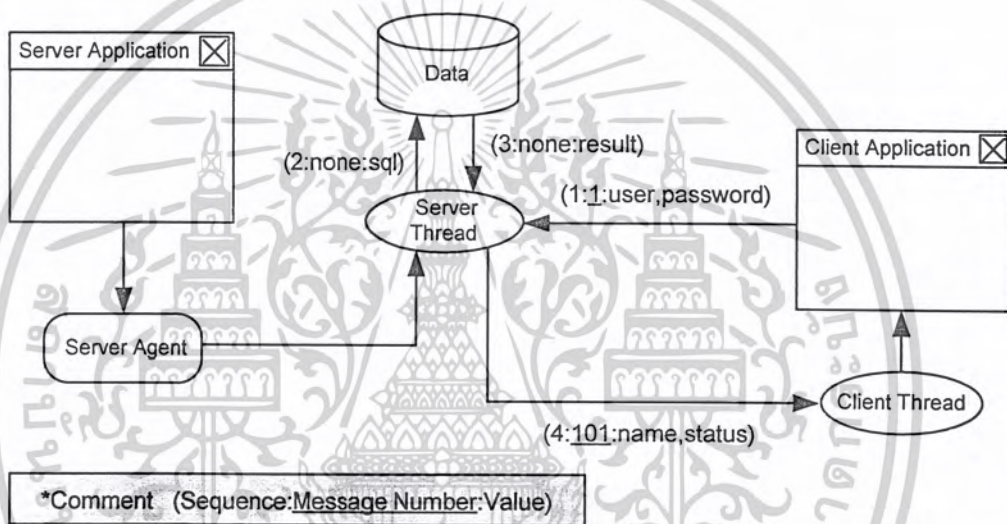 Server Application
Data
Client Application
(2:none:sql)
(3:none:result)
(1:1:user,password)
Server
Thread
Server Agent
Client Thread
(4:101:name,status)
*Comment (Sequence:Message Number:Value)